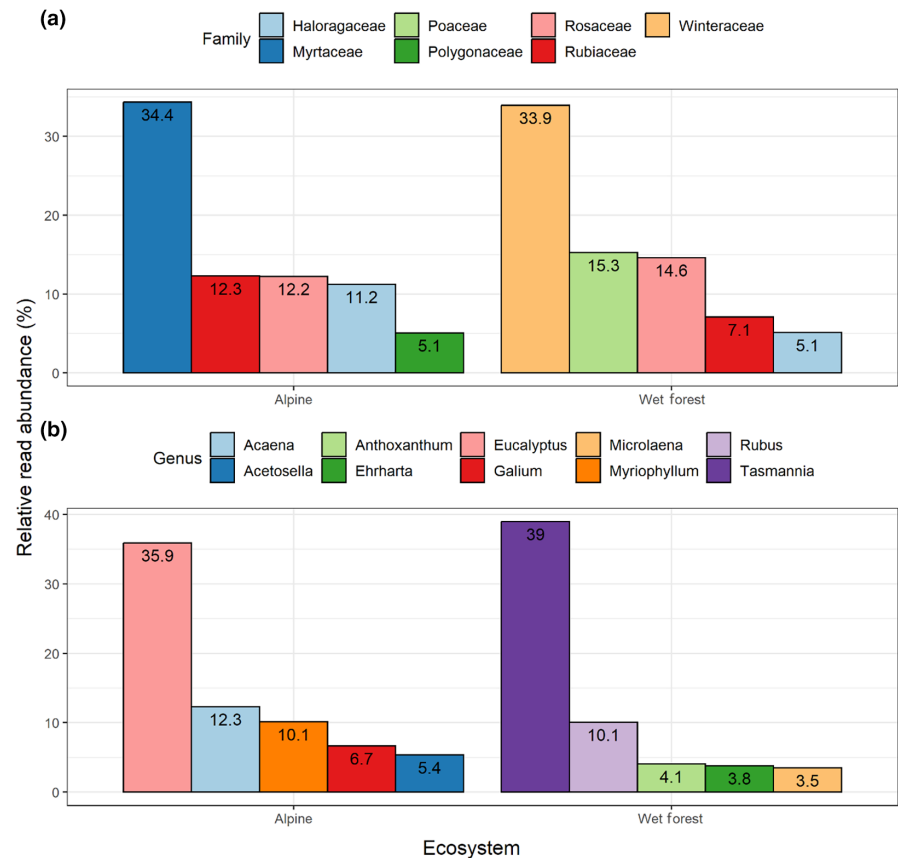 (a)
Family Haloragaceae Poaceae Rosaceae Winteraceae
Myrtaceae Polygonaceae Rubiaceae
30
20
10
0
34.4
12.3
12.2
11.2
5.1
33.9
15.3
14.6
7.1
5.1
Alpine
Wet forest
Relative read abundance (%)
(b)
Genus Acaena Anthoxanthum Eucalyptus Microlaena Rubus
Acetosella Ehrharta Galium Myriophyllum Tasmannia
40
30
20
10
0
35.9
12.3
10.1
6.7
5.4
39
10.1
4.1
3.8
3.5
Alpine
Wet forest
Ecosystem